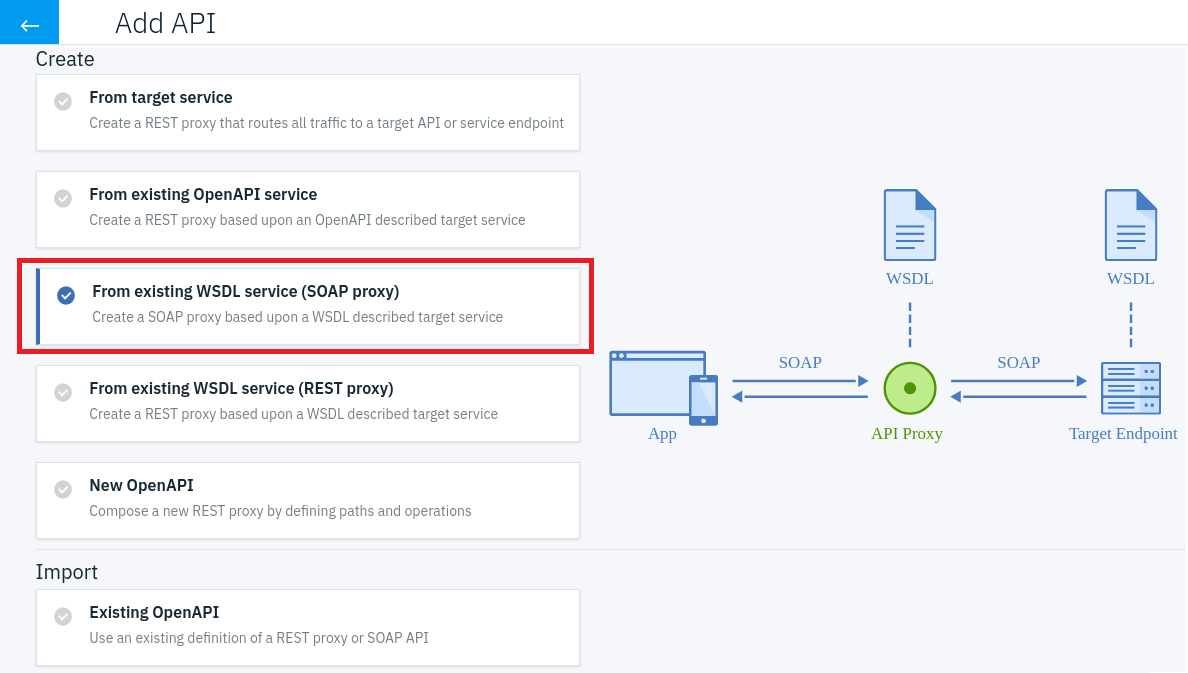 Add API
Create
From target service
Create a REST proxy that routes all traffic to a target API or service endpoint
From existing OpenAPI service
Create a REST proxy based upon an OpenAPI described target service
From existing WSDL service (SOAP proxy)
Create a SOAP proxy based upon a WSDL described target service
From existing WSDL service (REST proxy)
Create a REST proxy based upon a WSDL described target service
New OpenAPI
Compose a new REST proxy by defining paths and operations
Import
Existing OpenAPI
Use an existing definition of a REST proxy or SOAP API
WSDL
WSDL
SOAP
SOAP
App
API Proxy
Target Endpoint